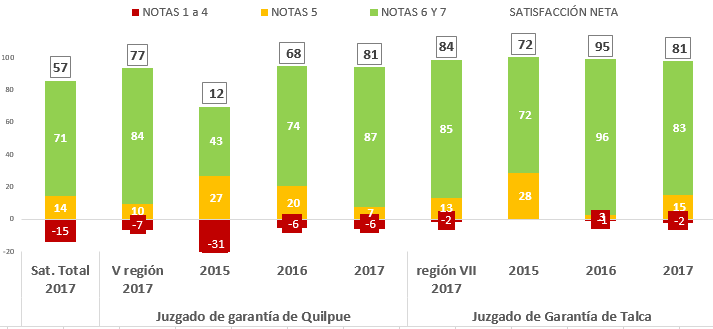 NOTAS 1 a 4 NOTAS 5 NOTAS 6 Y 7 SATISFACCIÓN NETA
57 77 12 68 81 84 72 95 81
100
80
60
40
20
0
-20
71 84 43 74 87 85 72 96 83
14 10 27 20 7 13 28 3 15
-15 -7 -31 -6 -6 -2 -1 -2
Sat. Total 2017
V región 2017
2015
2016
2017
región VII 2017
2015
2016
2017
Juzgado de garantía de Quilpue
Juzgado de Garantía de Talca